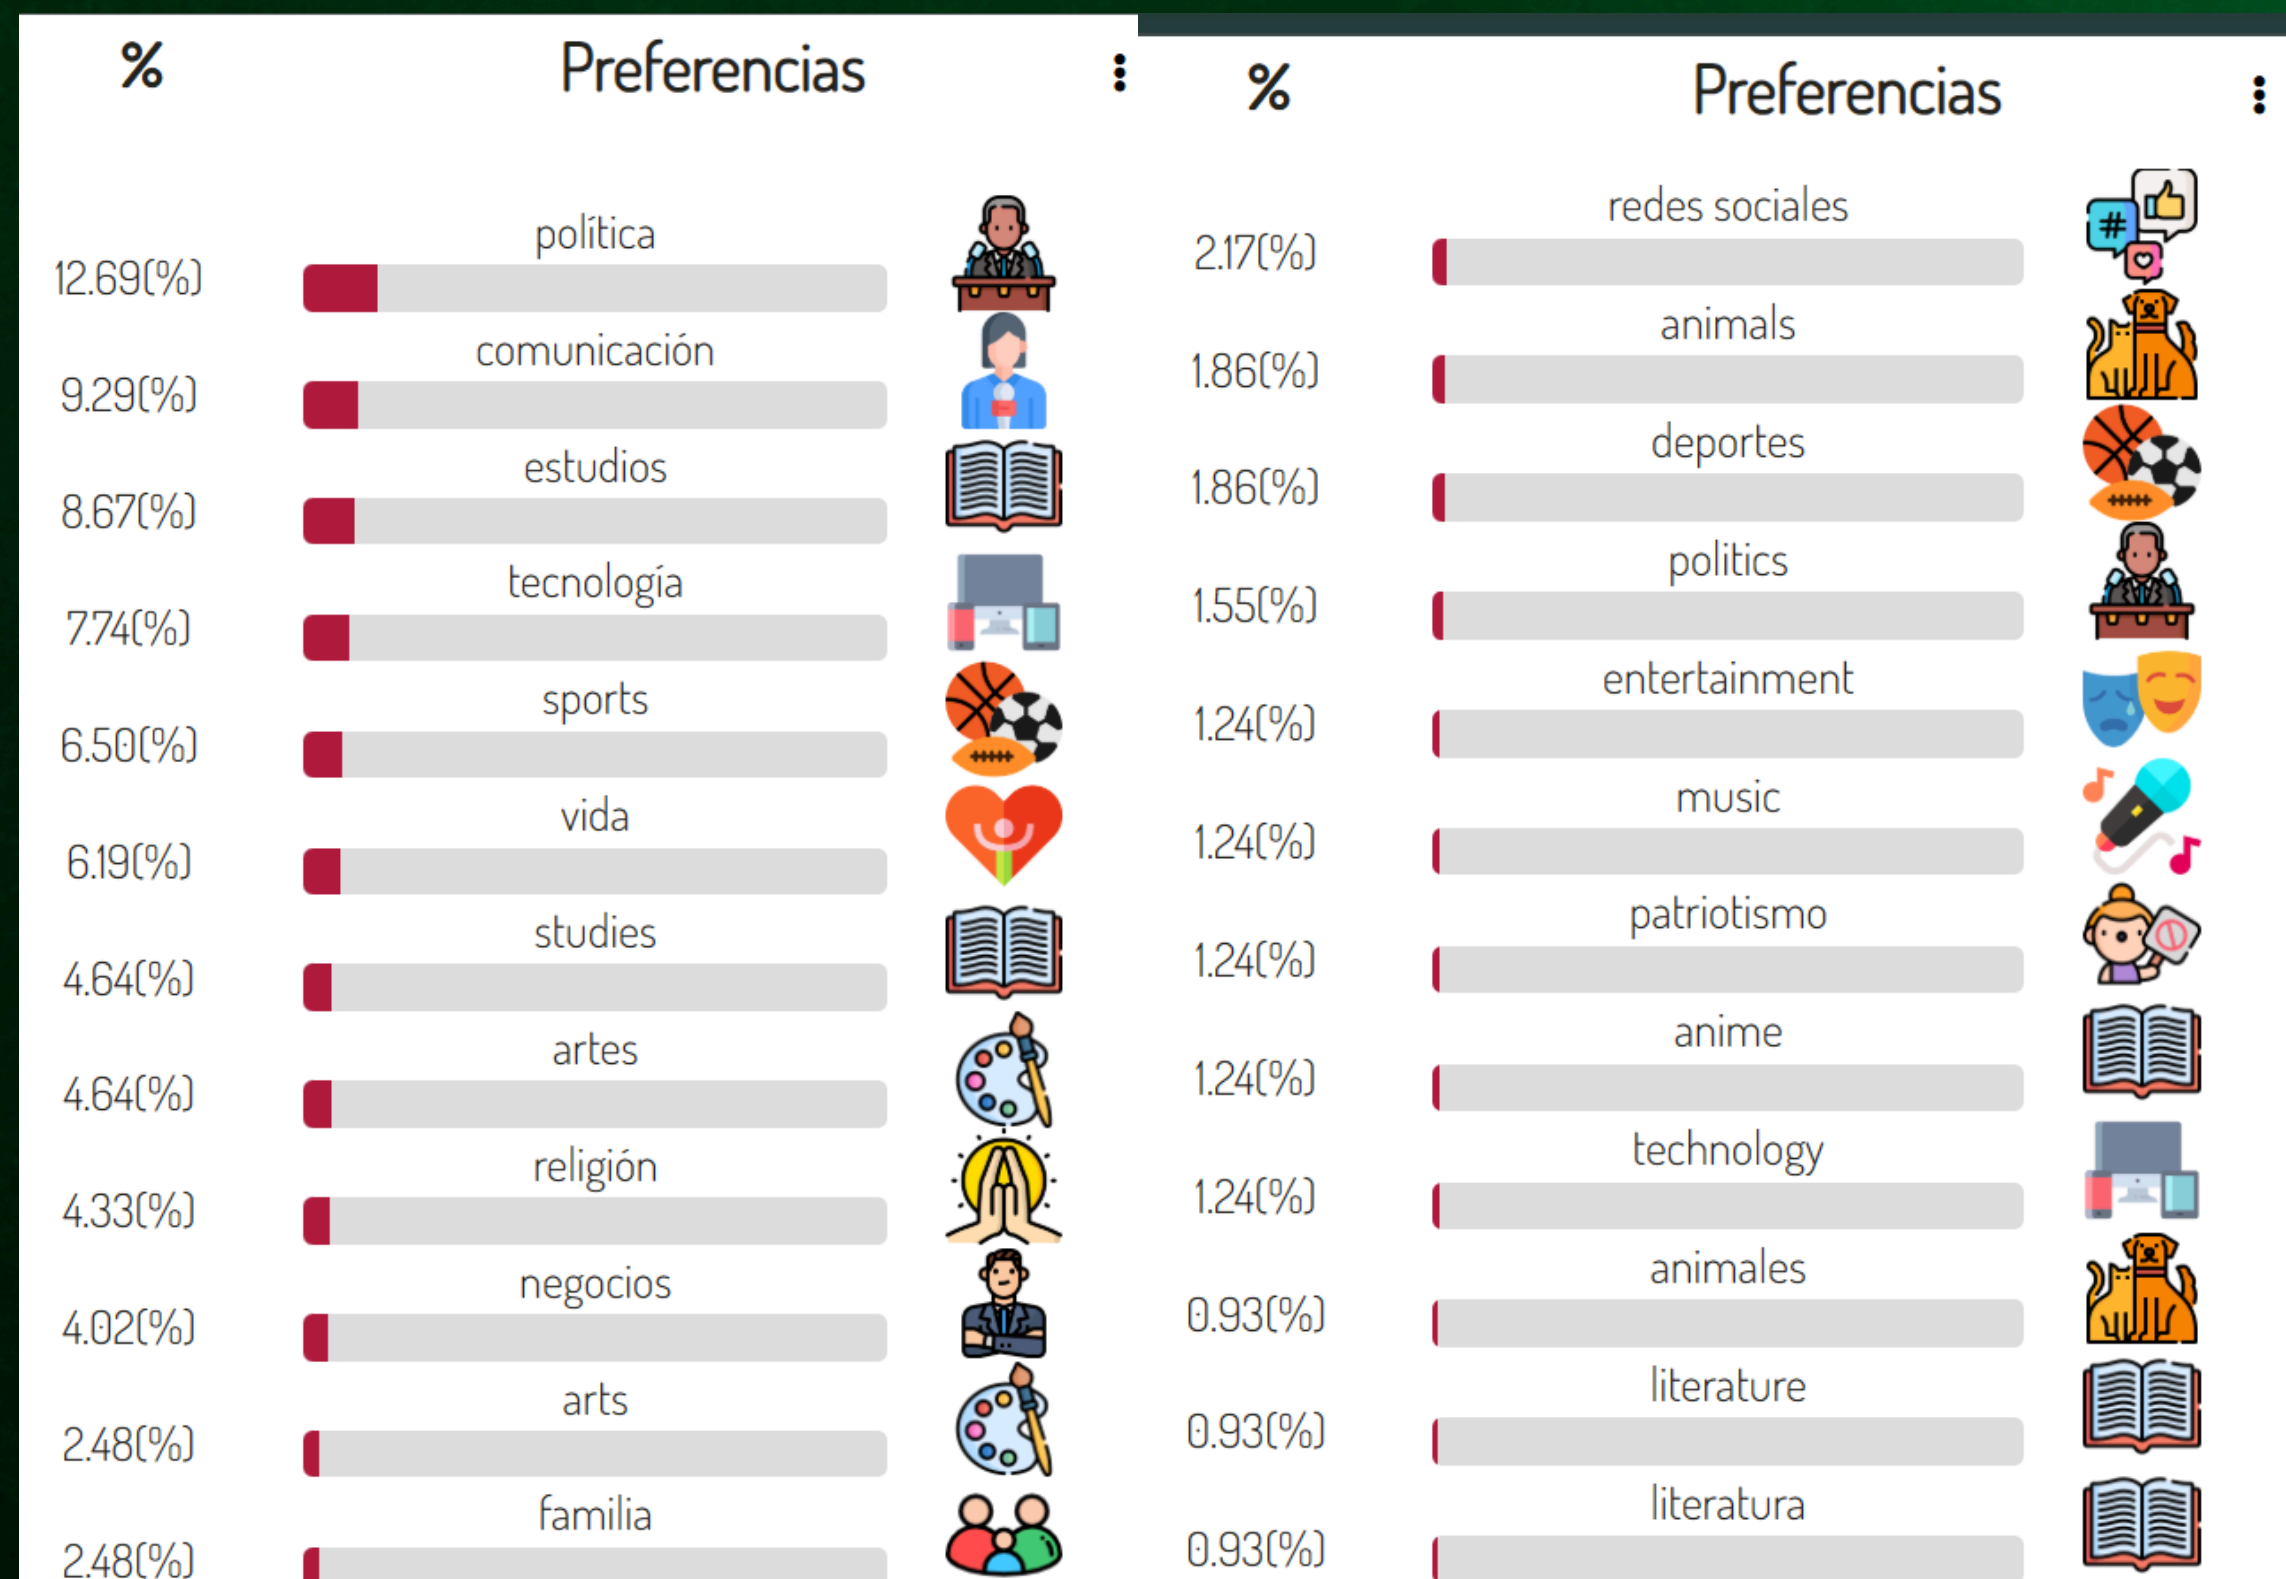 % Preferencias
política
12.69(%)
comunicación
9.29(%)
estudios
8.67(%)
tecnología
7.74(%)
sports
6.50(%)
vida
6.19(%)
studies
4.64(%)
artes
4.64(%)
religión
4.33(%)
negocios
4.02(%)
arts
2.48(%)
familia
2.48(%)
% Preferencias
redes sociales
2.17(%)
animals
1.86(%)
deportes
1.86(%)
politics
1.55(%)
entertainment
1.24(%)
music
1.24(%)
patriotismo
1.24(%)
anime
1.24(%)
technology
1.24(%)
animales
0.93(%)
literature
0.93(%)
literatura
0.93(%)